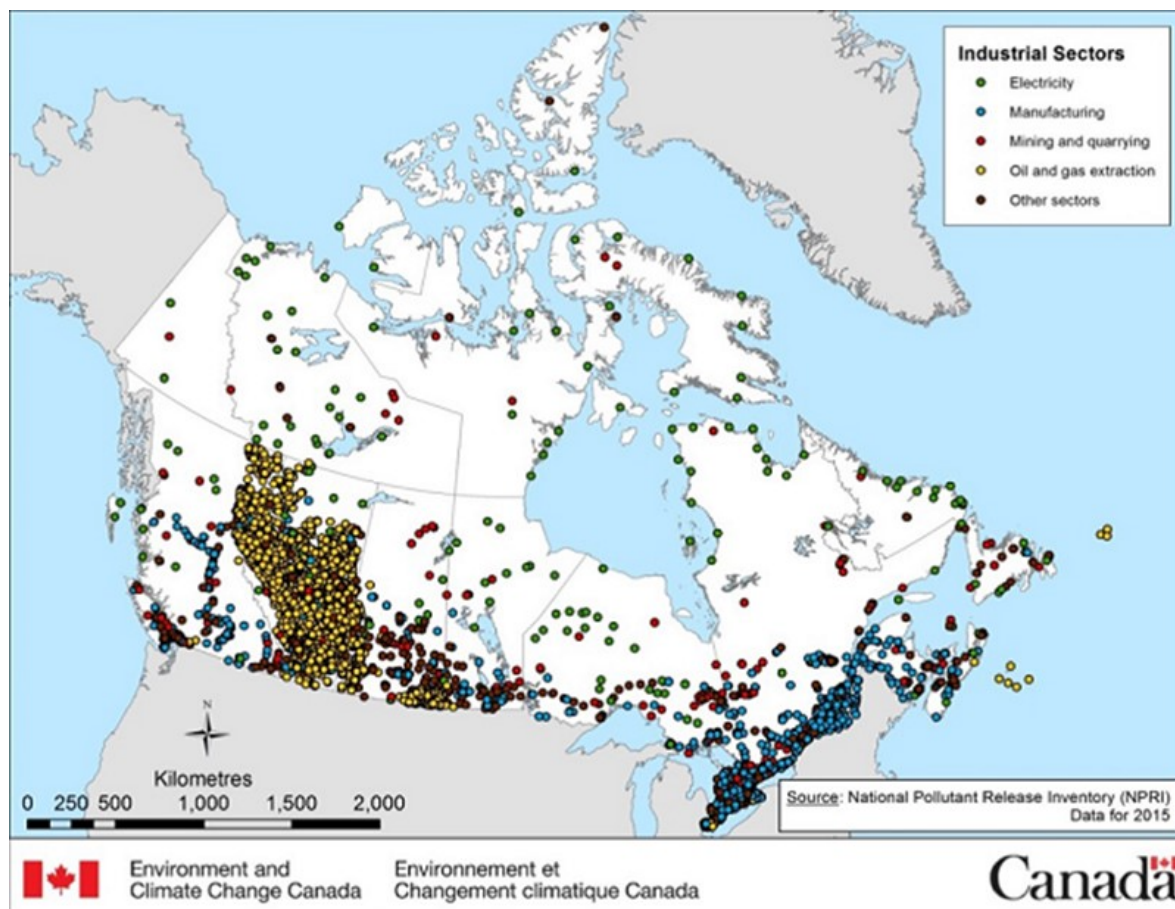 Industrial Sectors
Electricity
Manufacturing
Mining and quarrying
Oil and gas extraction
Other sectors
N
Kilometres
0 250 500 1,000 1,500 2,000
Source: National Pollutant Release Inventory (NPRI)
Data for 2015
Environment and
Climate Change Canada
Environnement et
Changement climatique Canada
Canada